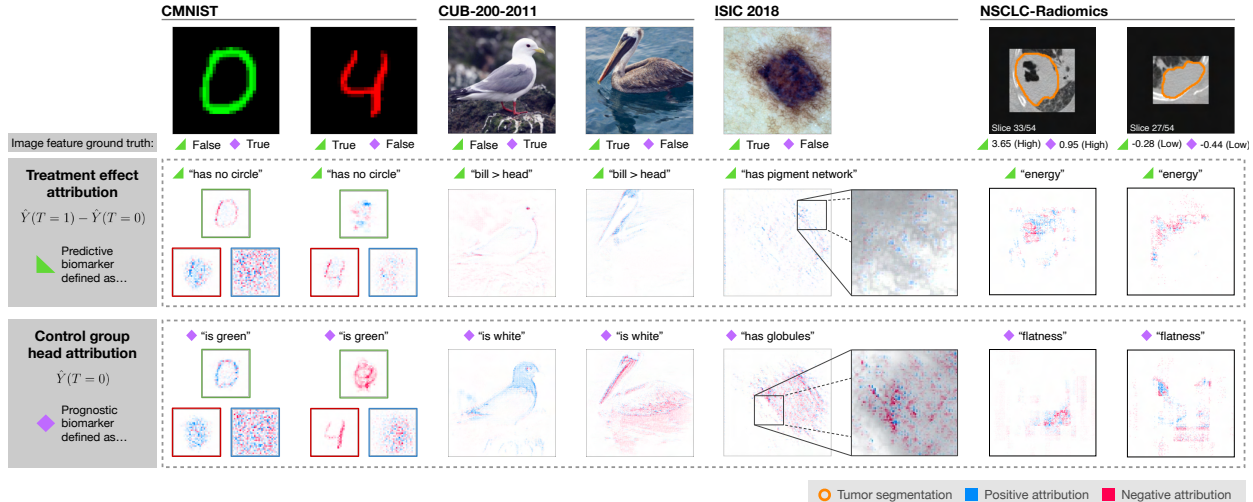 CMNIST
CUB-200-2011
ISIC 2018
NSCLC-Radiomics
Slice 33/54
Slice 27/54
Image feature ground truth:
False True
True False
False True
True False
True False
3.65 (High) 0.95 (High)
-0.28 (Low) -0.44 (Low)
Treatment effect
attribution
Ŷ(T = 1) − Ŷ(T = 0)
Predictive
biomarker
defined as…
“has no circle”
“has no circle”
“bill > head”
“bill > head”
“has pigment network”
“energy”
“energy”
Control group
head attribution
Ŷ(T = 0)
Prognostic
biomarker
defined as…
“is green”
“is green”
“is white”
“is white”
“has globules”
“flatness”
“flatness”
Tumor segmentation
Positive attribution
Negative attribution